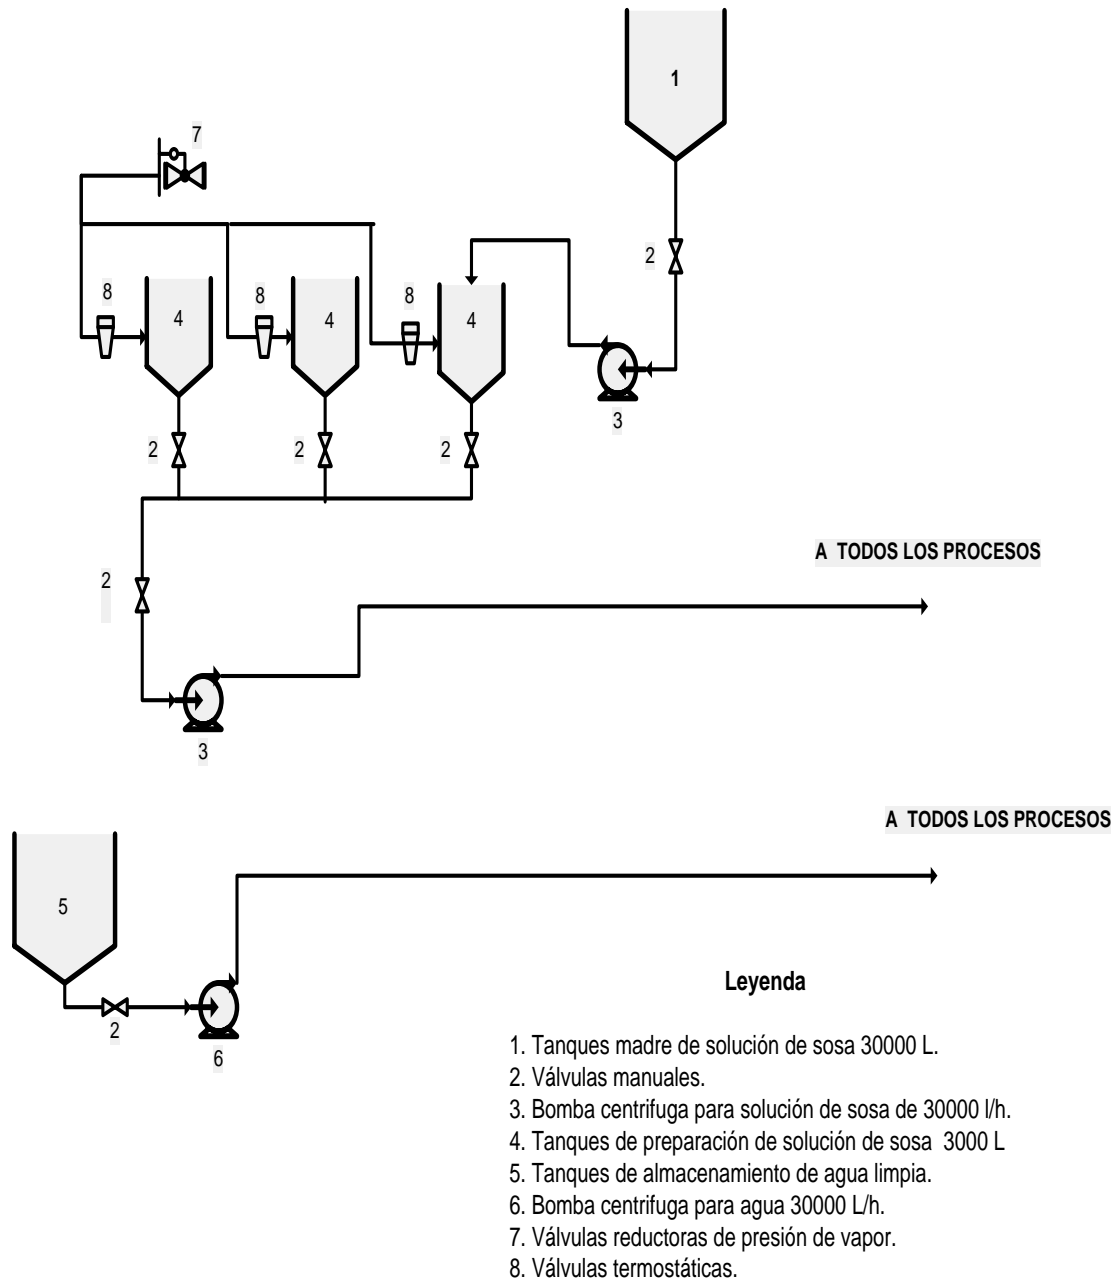 1
7
2
8
8
8
4
4
4
3
2
2
2
A TODOS LOS PROCESOS
2
3
A TODOS LOS PROCESOS
5
Leyenda
2
6
1. Tanques madre de solución de sosa 30000 L.
2. Válvulas manuales.
3. Bomba centrifuga para solución de sosa de 30000 l/h.
4. Tanques de preparación de solución de sosa 3000 L
5. Tanques de almacenamiento de agua limpia.
6. Bomba centrifuga para agua 30000 L/h.
7. Válvulas reductoras de presión de vapor.
8. Válvulas termostáticas.